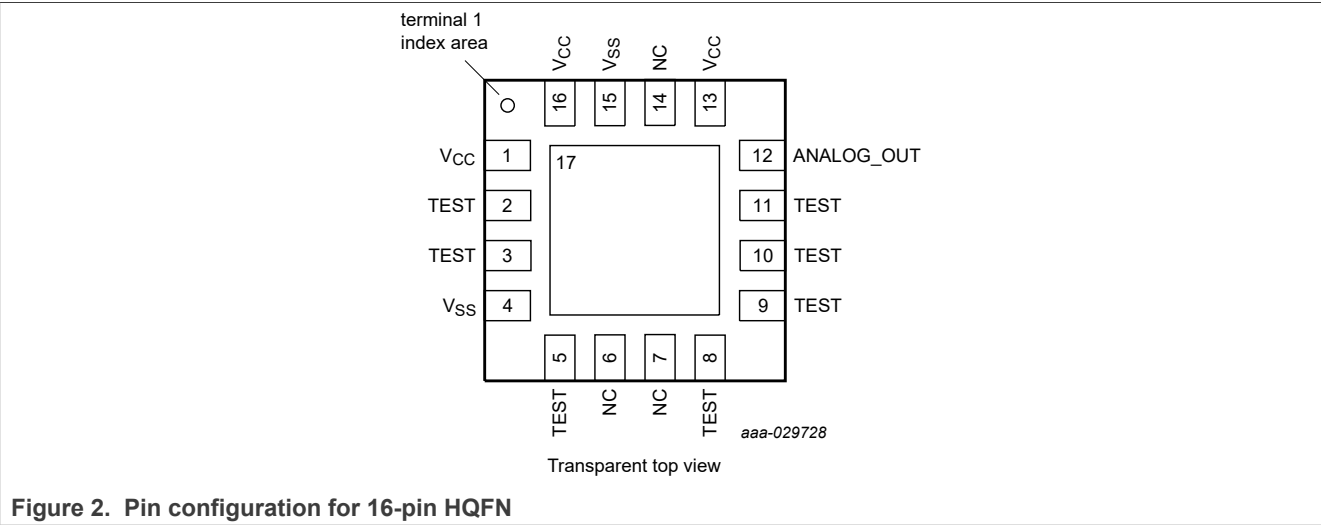 terminal 1
index area
VCC
VSS
NC
VCC
16
15
14
13
VCC
1
17
12
ANALOG_OUT
TEST
2
11
TEST
TEST
3
10
TEST
VSS
4
9
TEST
5
6
7
8
TEST
NC
NC
TEST
aaa-029728
Transparent top view
Figure 2. Pin configuration for 16-pin HQFN